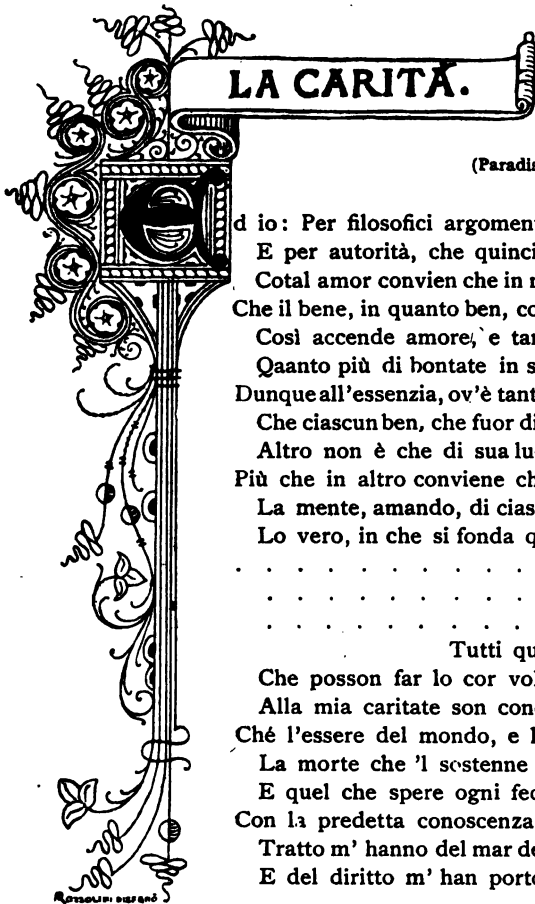 LA CARITÀ.
(Paradis
Ed io: Per filosofici argomen
E per autorità, che quinci
Cotal amor convien che in
Che il bene, in quanto ben, co
Così accende amore, e tan
Qaanto più di bontate in s
Dunque all'essenzia, ov'è tant
Che ciascun ben, che fuor di
Altro non è che di sua lu
Più che in altro conviene ch
La mente, amando, di cias
Lo vero, in che si fonda q
. . . . . . . . . .
. . . . . . . . .
. . . . . . . . .
Tutti qu
Che posson far lo cor vol
Alla mia caritate son con
Ché l'essere del mondo, e l
La morte che 'l sostenne
E quel che spere ogni fed
Con la predetta conoscenza
Tratto m' hanno del mar de
E del diritto m' han port